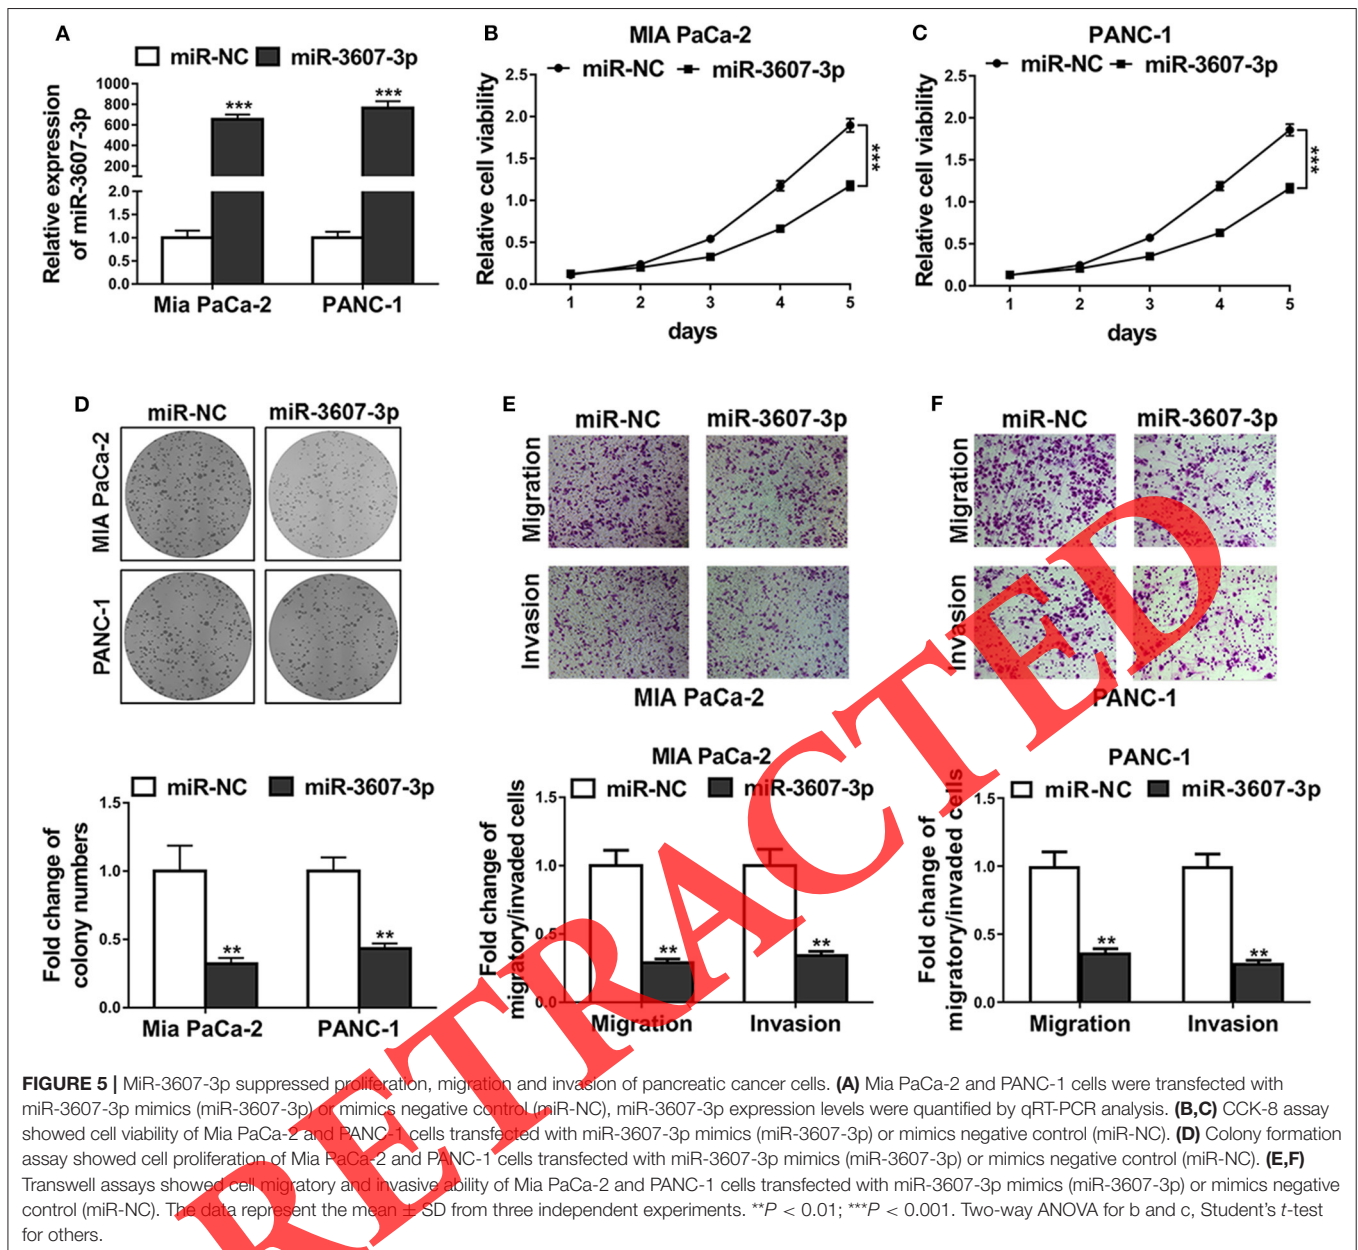 A
miR-NC miR-3607-3p
Relative expression
of miR-3607-3p
1000
800
600
400
200
2.0
1.5
1.0
0.5
0.0
***
***
Mia PaCa-2 PANC-1
B
MIA PaCa-2
miR-NC miR-3607-3p
Relative cell viability
2.5
2.0
1.5
1.0
0.5
0.0
***
1 2 3 4 5
days
C
PANC-1
miR-NC miR-3607-3p
Relative cell viability
2.5
2.0
1.5
1.0
0.5
0.0
***
1 2 3 4 5
days
D
miR-NC miR-3607-3p
MIA PaCa-2
PANC-1
miR-NC miR-3607-3p
Fold change of
colony numbers
1.5
1.0
0.5
0.0
**
**
Mia PaCa-2 PANC-1
E
miR-NC miR-3607-3p
Migration
Invasion
MIA PaCa-2
MIA PaCa-2
miR-NC miR-3607-3p
Fold change of
migratory/invaded cells
1.5
1.0
0.5
0.0
**
**
Migration Invasion
F
miR-NC miR-3607-3p
Migration
Invasion
PANC-1
PANC-1
miR-NC miR-3607-3p
Fold change of
migratory/invaded cells
1.5
1.0
0.5
0.0
**
**
Migration Invasion
RETRACTED
FIGURE 5 | MiR-3607-3p suppressed proliferation, migration and invasion of pancreatic cancer cells. (A) Mia PaCa-2 and PANC-1 cells were transfected with
miR-3607-3p mimics (miR-3607-3p) or mimics negative control (miR-NC), miR-3607-3p expression levels were quantified by qRT-PCR analysis. (B,C) CCK-8 assay
showed cell viability of Mia PaCa-2 and PANC-1 cells transfected with miR-3607-3p mimics (miR-3607-3p) or mimics negative control (miR-NC). (D) Colony formation
assay showed cell proliferation of Mia PaCa-2 and PANC-1 cells transfected with miR-3607-3p mimics (miR-3607-3p) or mimics negative control (miR-NC). (E,F)
Transwell assays showed cell migratory and invasive ability of Mia PaCa-2 and PANC-1 cells transfected with miR-3607-3p mimics (miR-3607-3p) or mimics negative
control (miR-NC). The data represent the mean ± SD from three independent experiments. **P < 0.01; ***P < 0.001. Two-way ANOVA for b and c, Student's t-test
for others.